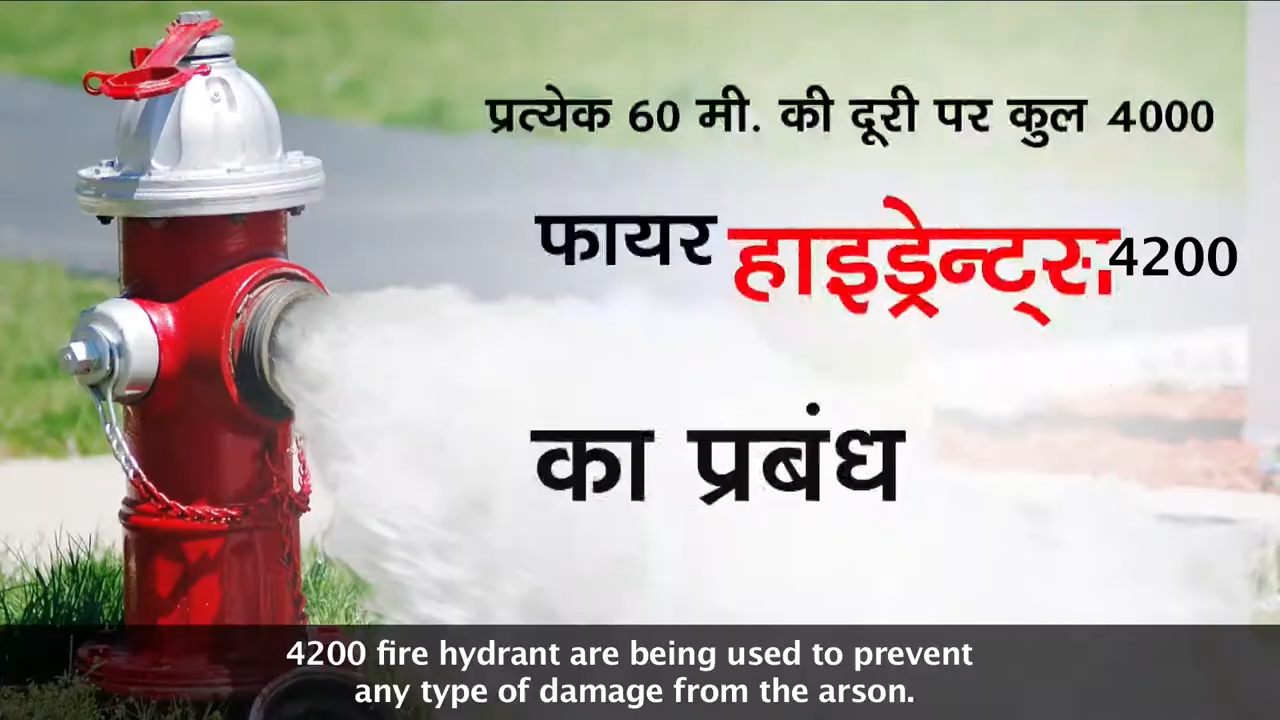 प्रत्येक 60 मी. की दूरी पर कुल 4000
फायर हाइड्रेन्ट्स 4200
का प्रबंध
4200 fire hydrant are being used to prevent
any type of damage from the arson.